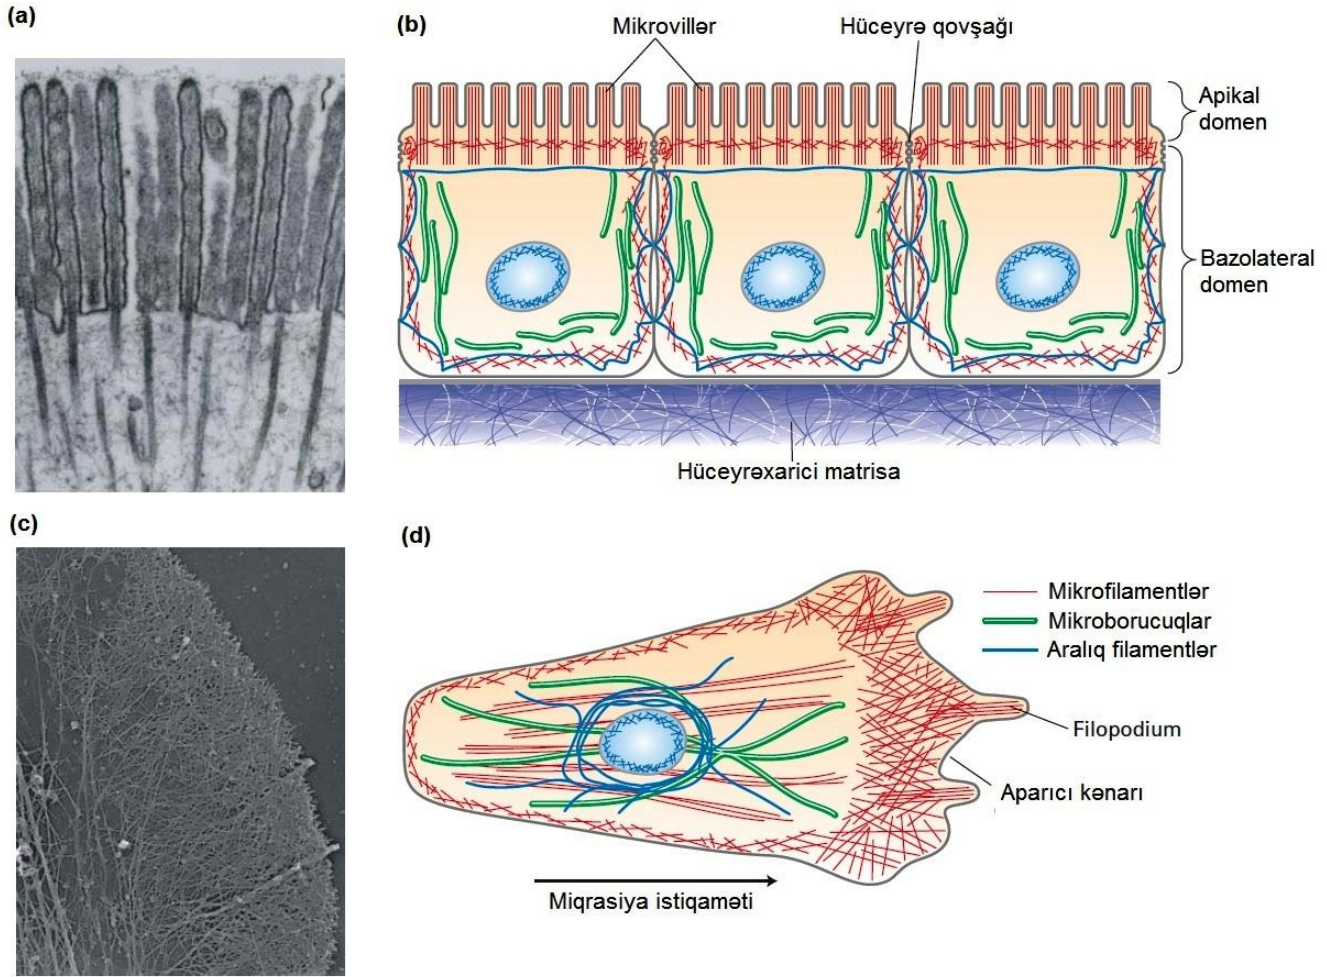 (a)
(b)
Mikrovillər
Hüceyrə qovşağı
Apikal
domen
Bazolateral
domen
Hüceyrəxarici matrisa
(c)
(d)
Mikrofilamentlər
Mikroborucuqlar
Aralıq filamentlər
Filopodium
Aparıcı kənarı
Miqrasiya istiqaməti